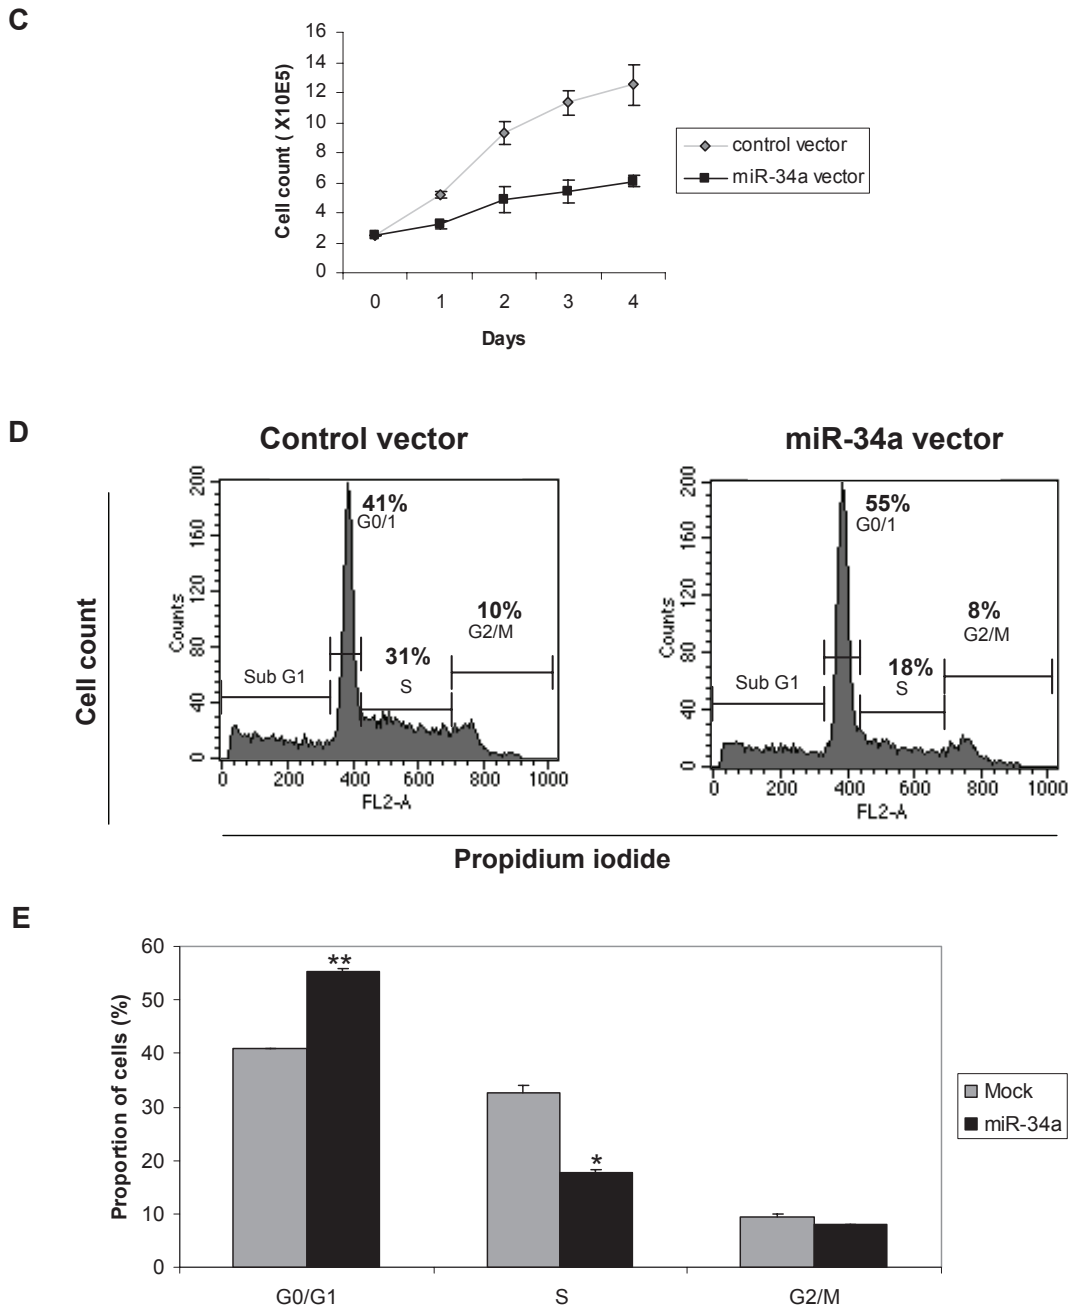 C
16
14
12
10
8
6
4
2
0
Cell count ( X10E5)
0 1 2 3 4
Days
control vector
miR-34a vector
D
Control vector
miR-34a vector
Cell count
Counts
200
160
120
80
40
0
41%
G0/1
10%
G2/M
31%
S
Sub G1
0 200 400 600 800 1000
FL2-A
Counts
200
160
120
80
40
0
55%
G0/1
8%
G2/M
18%
S
Sub G1
0 200 400 600 800 1000
FL2-A
Propidium iodide
E
60
50
40
30
20
10
0
Proportion of cells (%)
**
*
G0/G1 S G2/M
Mock
miR-34a